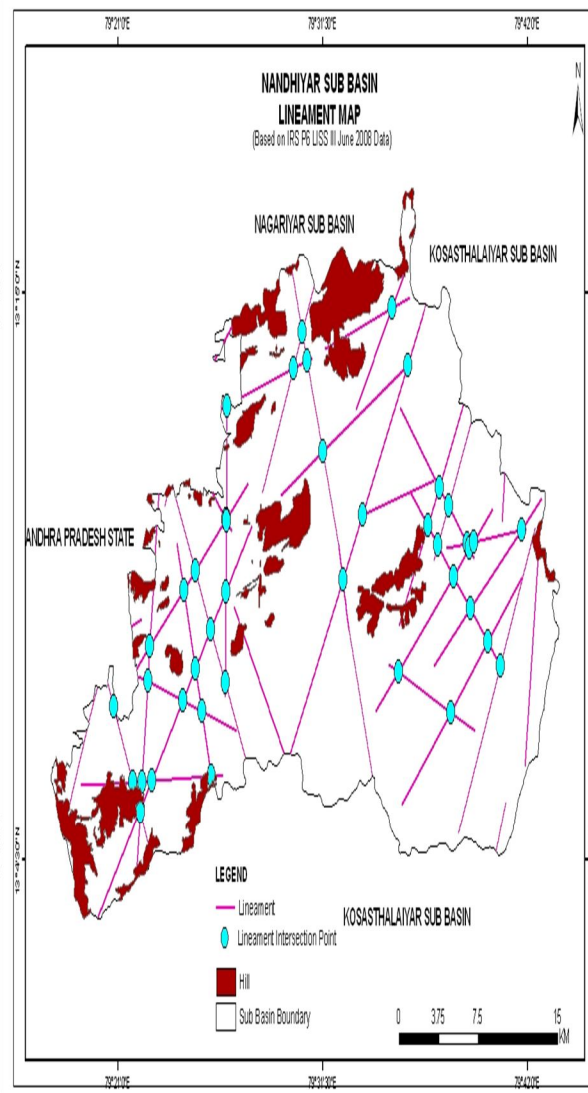 79°21'0"E 79°31'30"E 79°42'0"E
N
NANDHIYAR SUB BASIN
LINEAMENT MAP
(Based on IRS P6 LISS III June 2008 Data)
NAGARIYAR SUB BASIN
KOSASTHALAIYAR SUB BASIN
13°15'0"N
ANDHRA PRADESH STATE
13°4'30"N
LEGEND
Lineament
Lineament Intersection Point
Hill
Sub Basin Boundary
KOSASTHALAIYAR SUB BASIN
0 3.75 7.5 15
KM
79°21'0"E 79°31'30"E 79°42'0"E